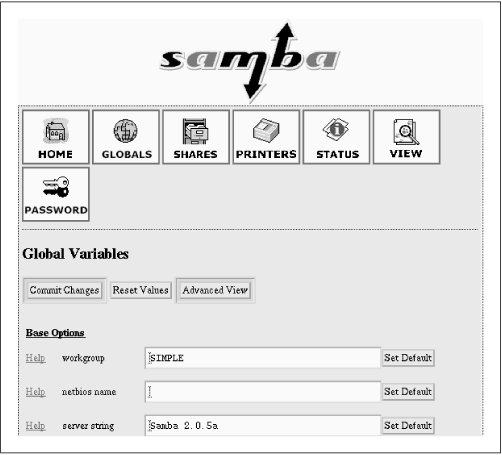 samba
HOME GLOBALS SHARES PRINTERS STATUS VIEW
PASSWORD
Global Variables
Commit Changes Reset Values Advanced View
Base Options
Help workgroup SIMPLE Set Default
Help netbios name Set Default
Help server string Samba 2.0.5a Set Default